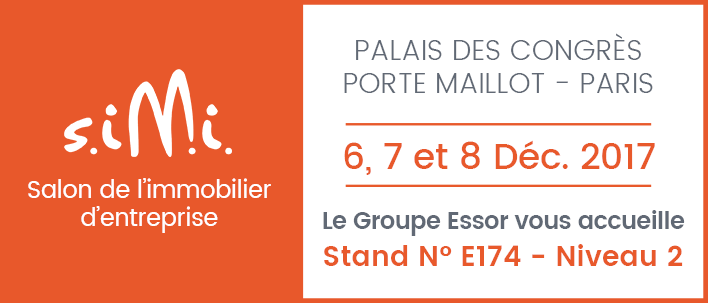 s.iM.i.
Salon de l'immobilier
d'entreprise
PALAIS DES CONGRÈS
PORTE MAILLOT - PARIS
6, 7 et 8 Déc. 2017
Le Groupe Essor vous accueille
Stand N° E174 - Niveau 2